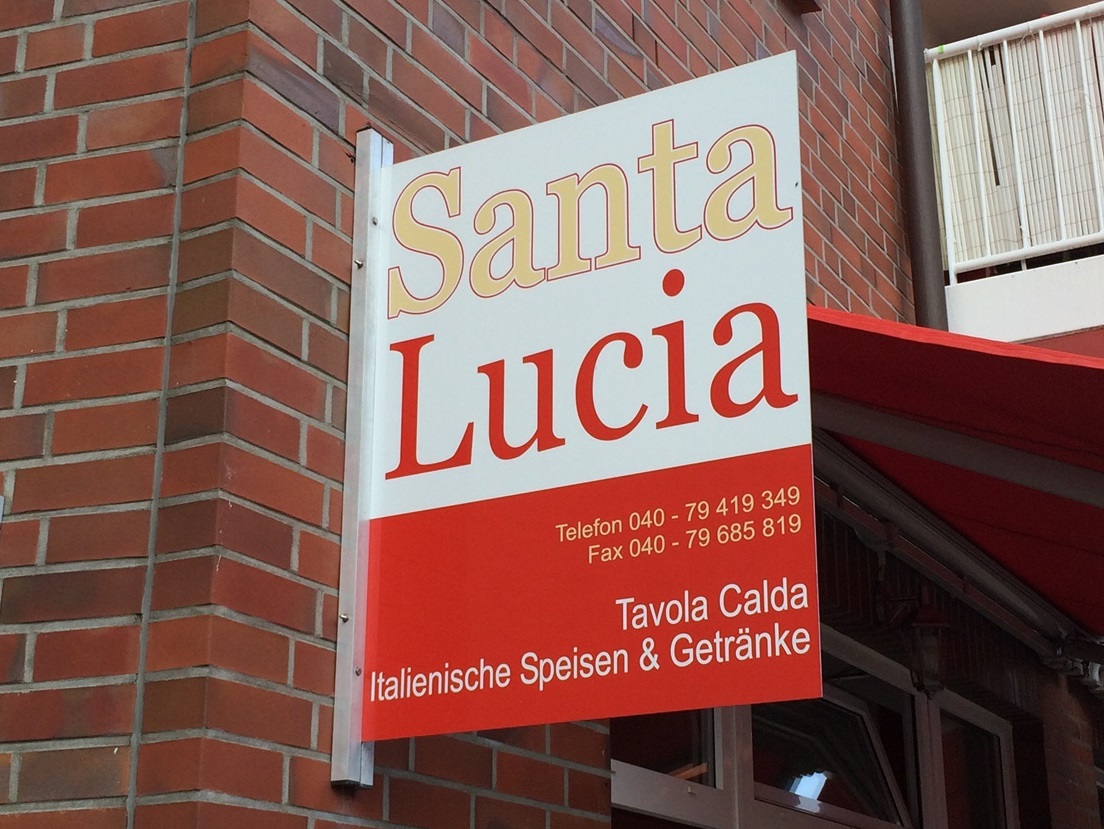 Santa
Lucia
Telefon 040 - 79 419 349
Fax 040 - 79 685 819
Tavola Calda
Italienische Speisen & Getränke